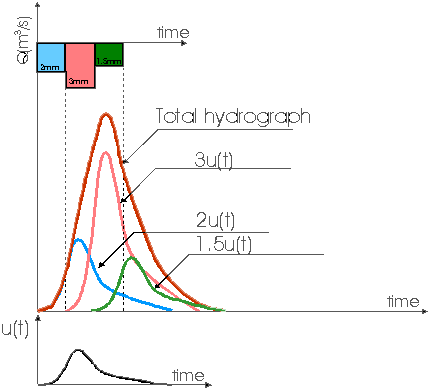 Q(m³/s)
time
2mm
3mm
1.5mm
Total hydrograph
3u(t)
2u(t)
1.5u(t)
time
u(t)
time